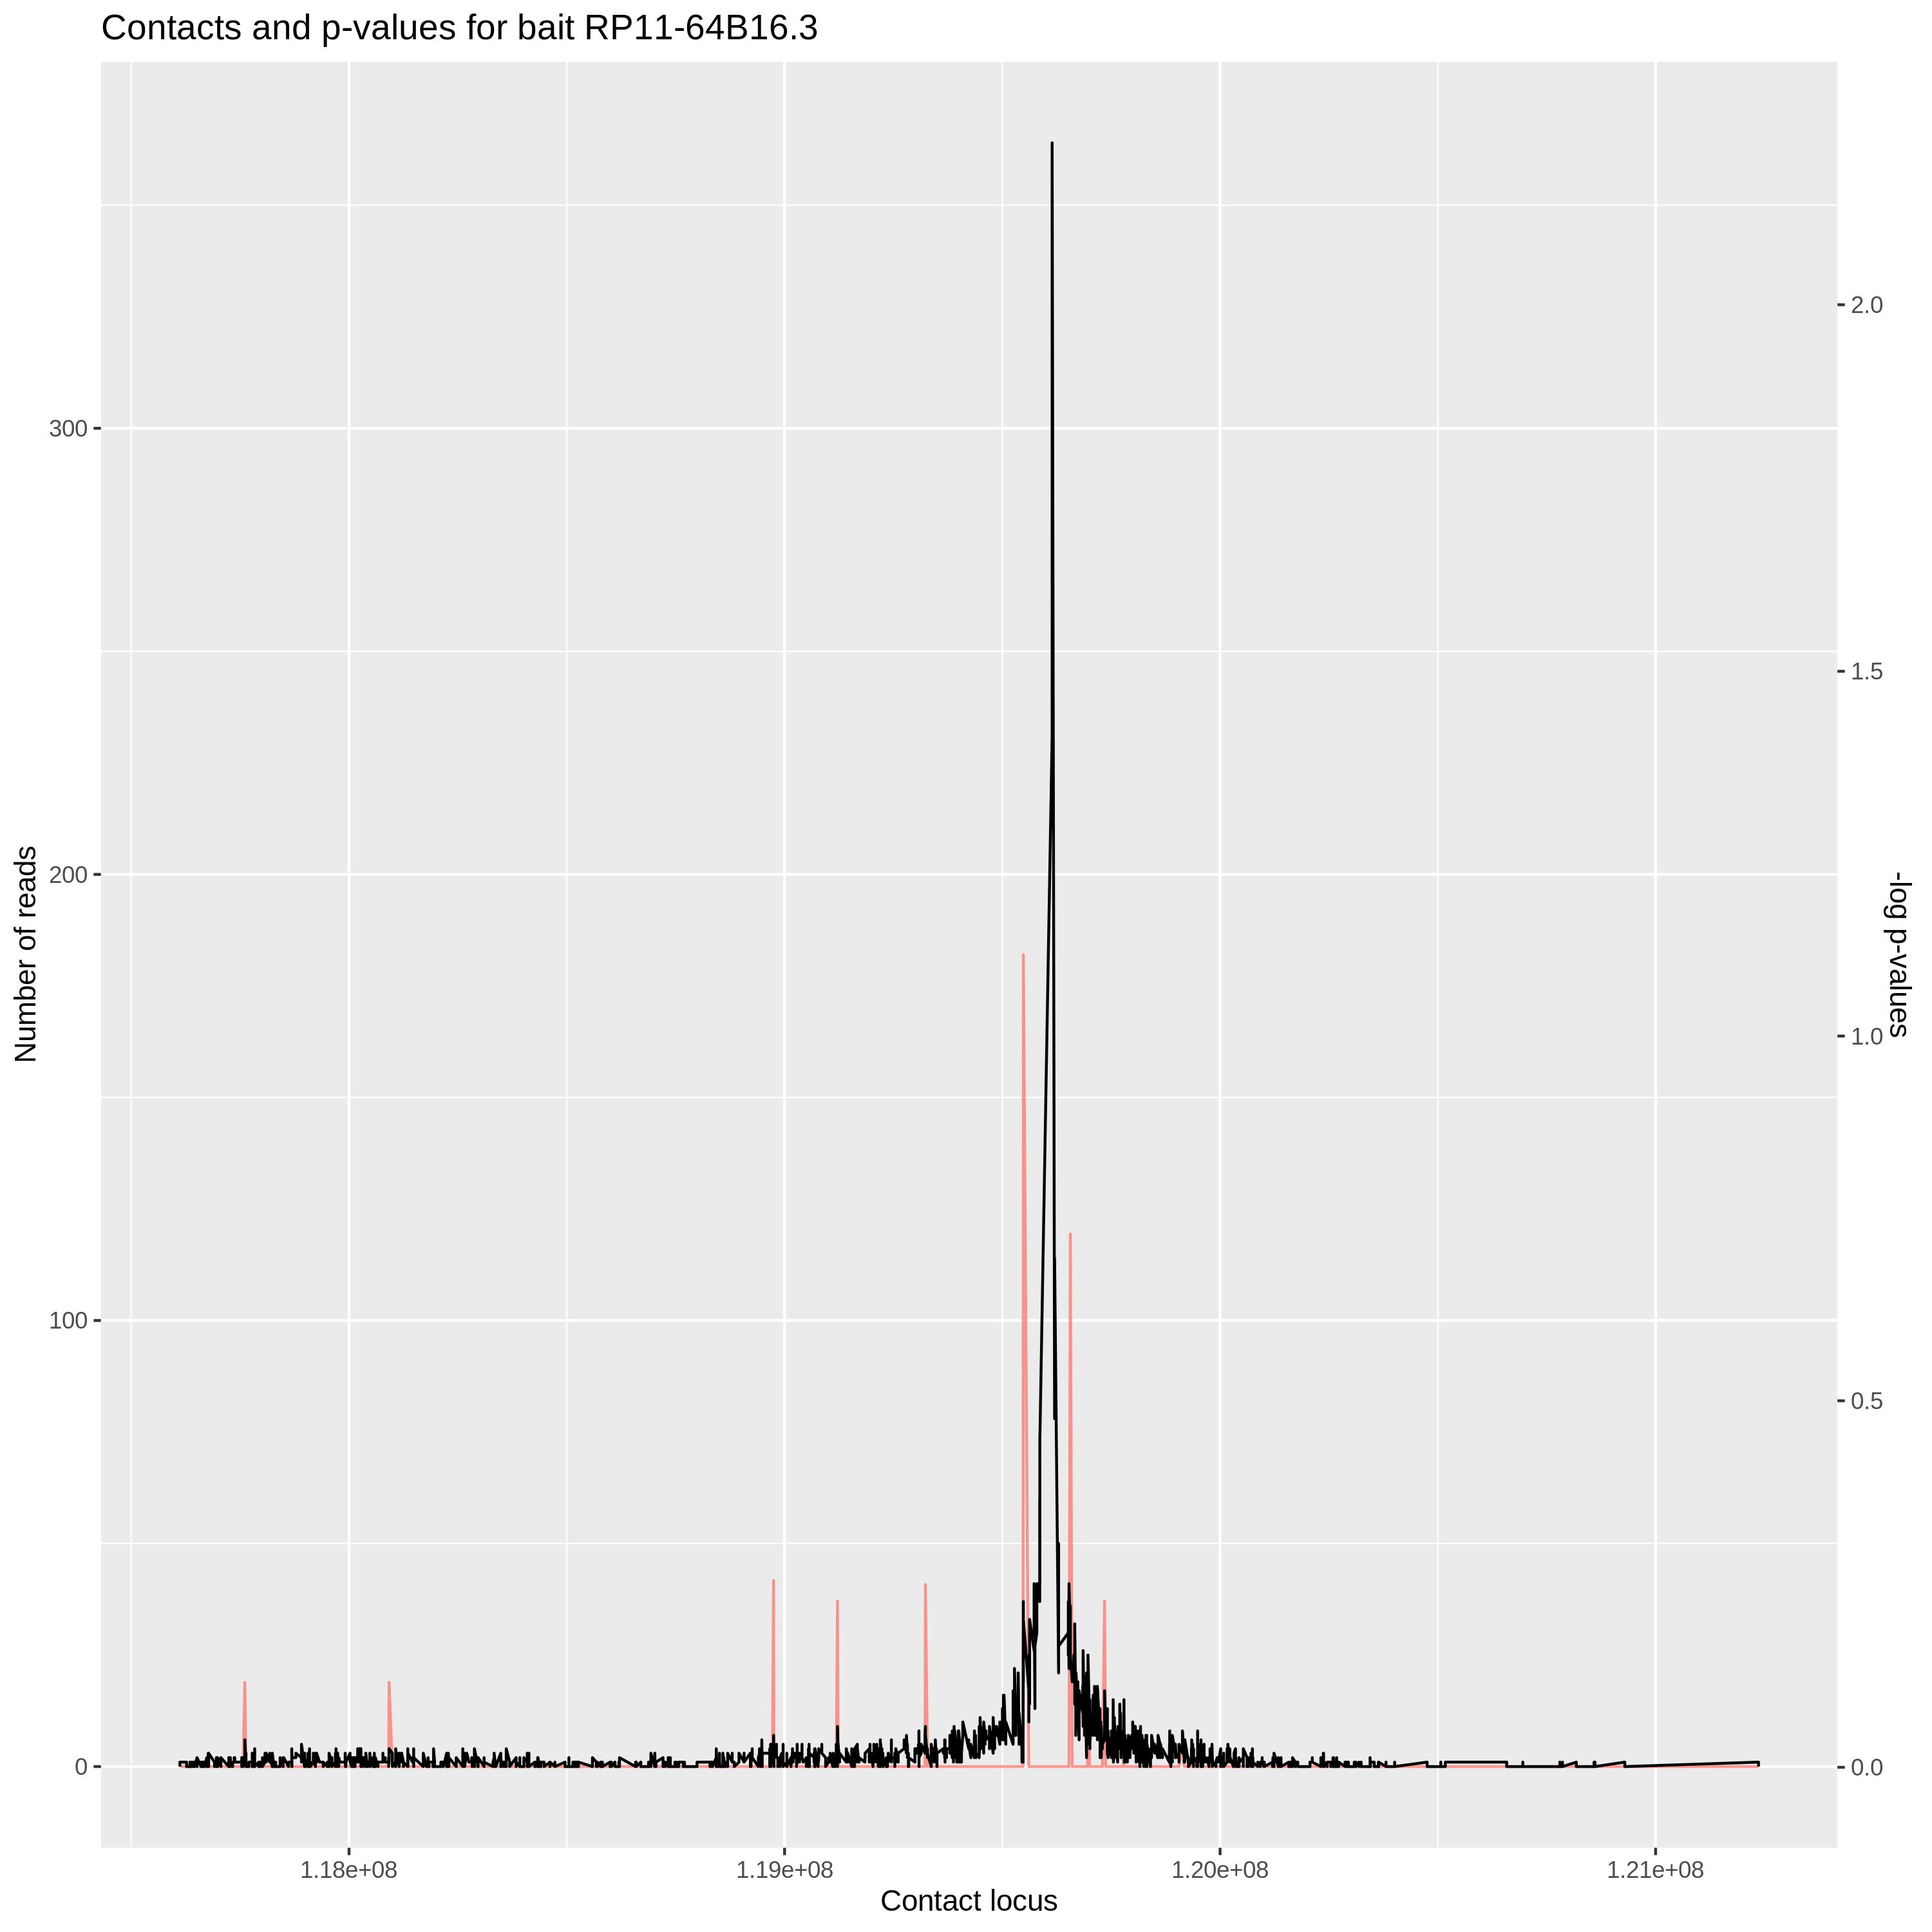 Contacts and p-values for bait RP11-64B16.3
Number of reads
300
200
100
0
2.0
1.5
1.0
0.5
0.0
-log p-values
1.18e+08 1.19e+08 1.20e+08 1.21e+08
Contact locus